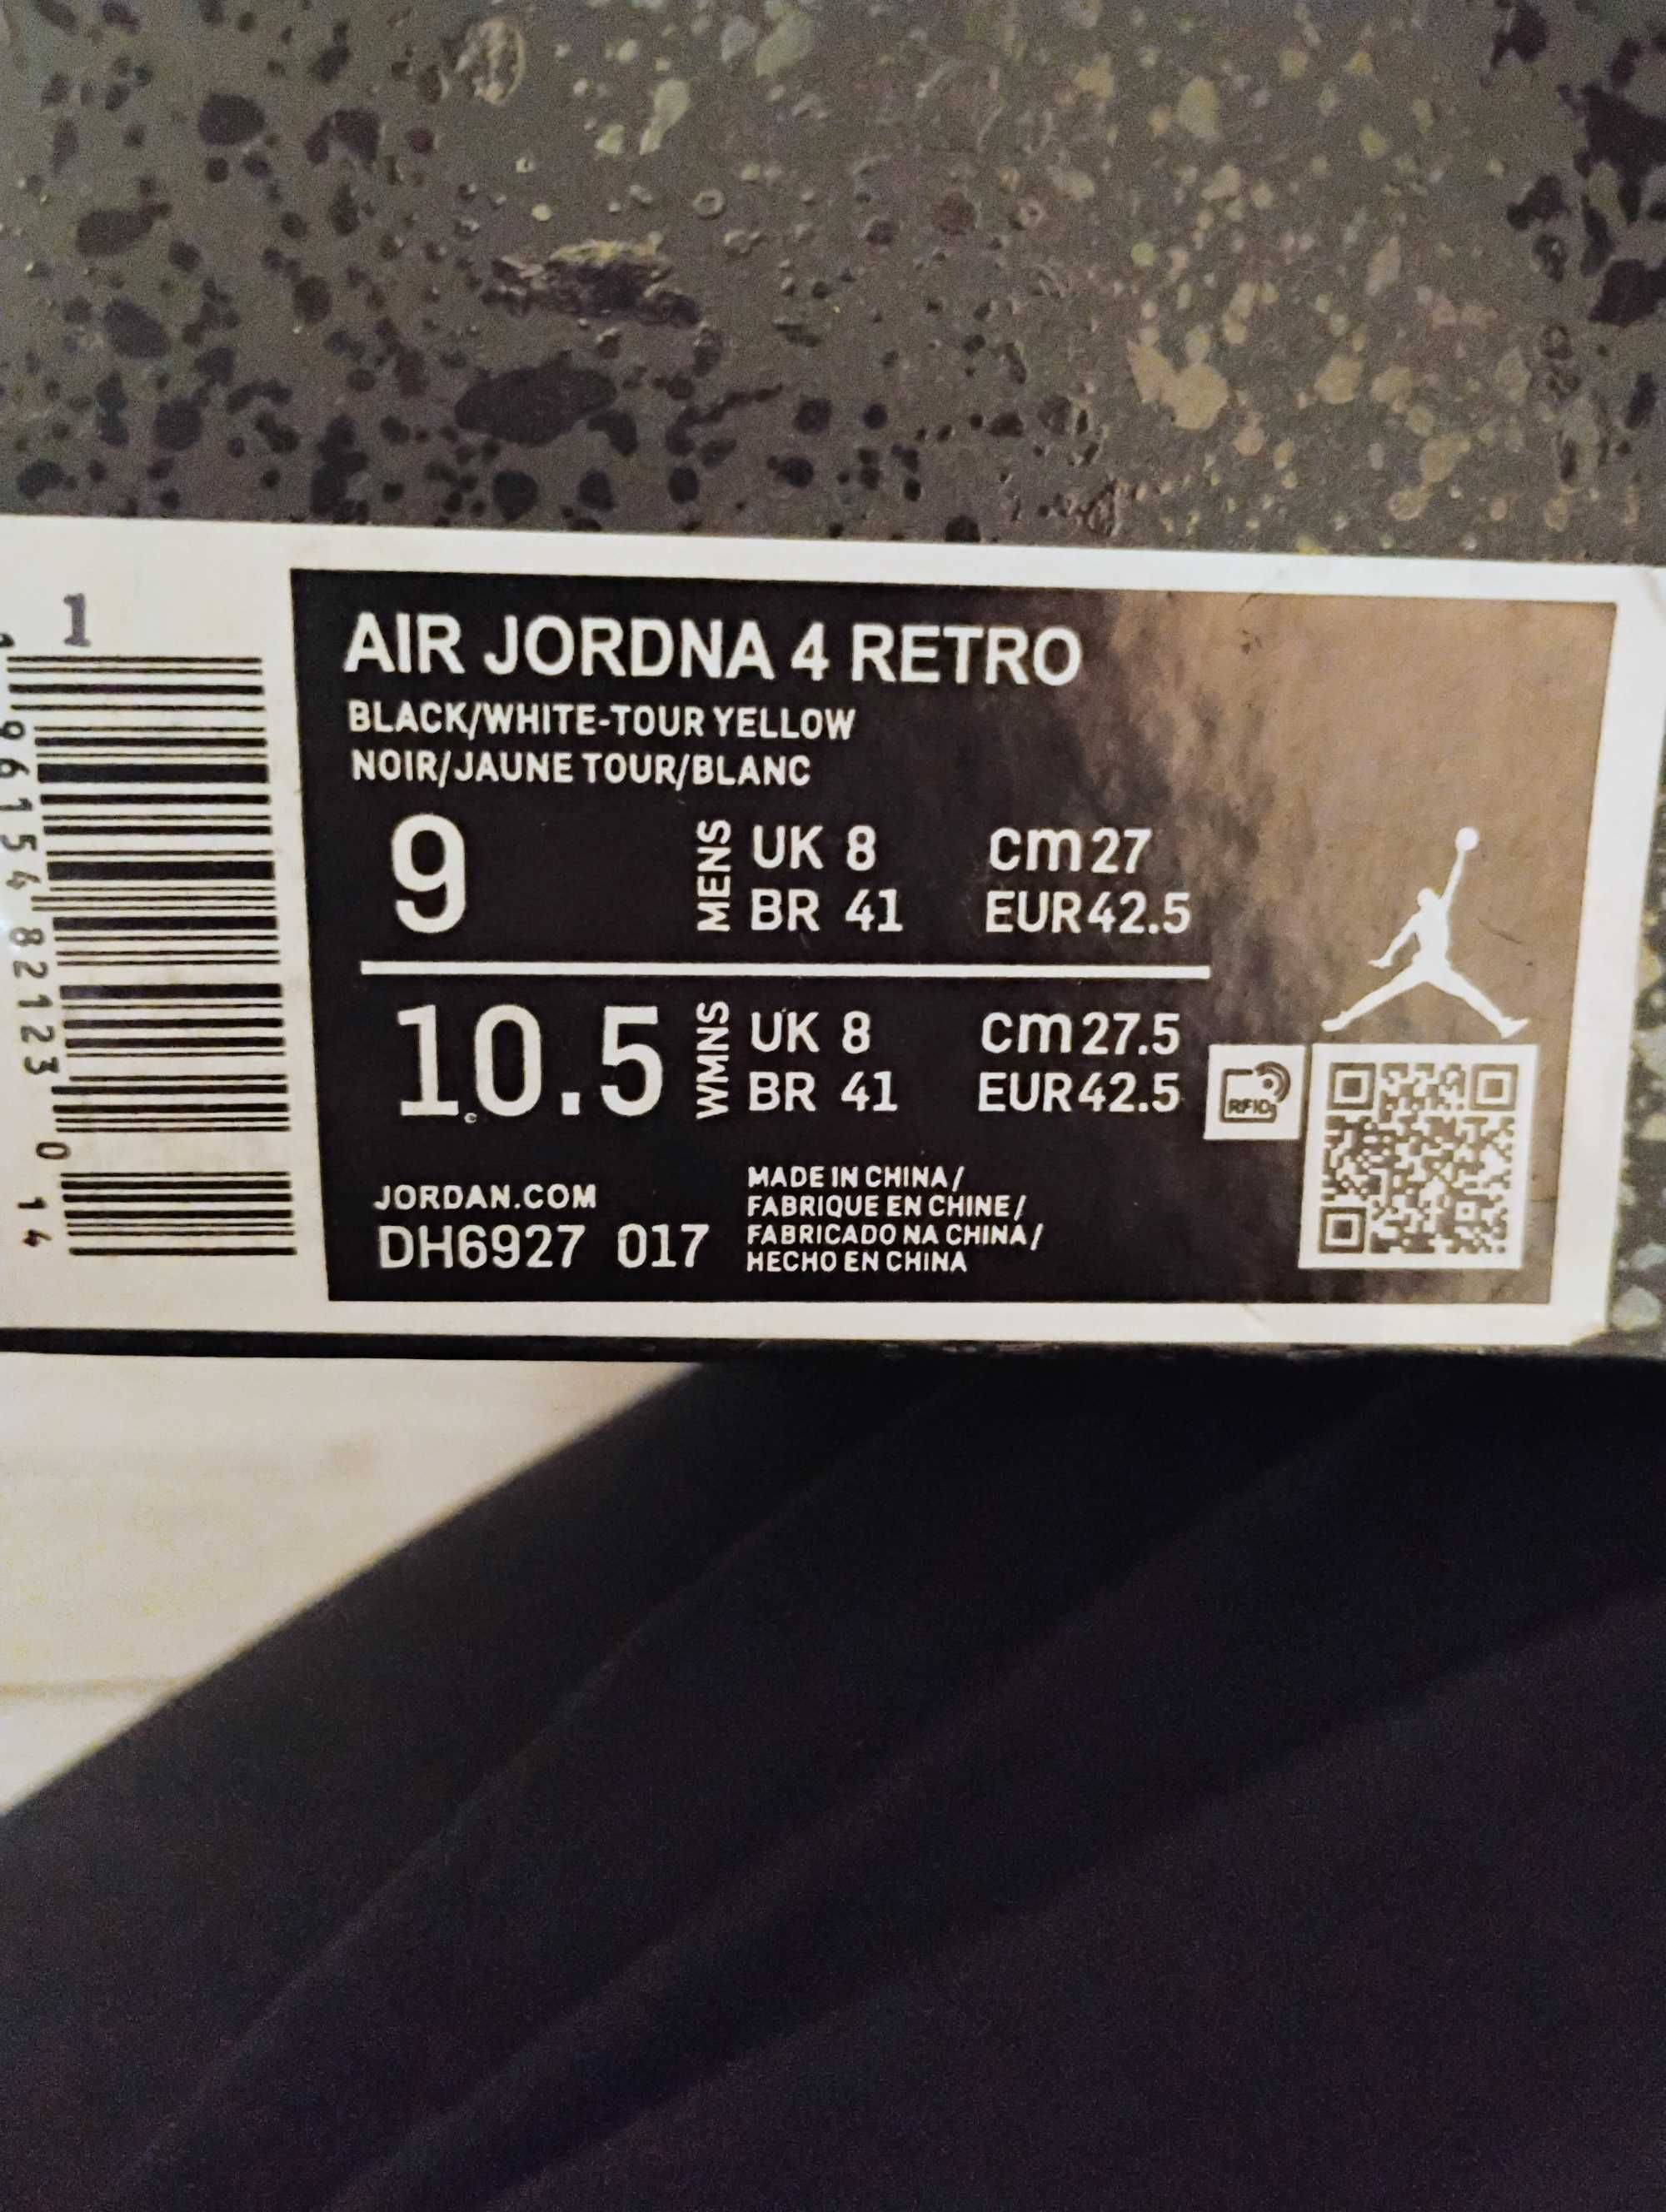 1
1 96154 82123 0 14
AIR JORDNA 4 RETRO
BLACK/WHITE-TOUR YELLOW
NOIR/JAUNE TOUR/BLANC
9 MENS UK 8 cm 27
BR 41 EUR 42.5
10.5 WMNS UK 8 cm 27.5
BR 41 EUR 42.5
RFID
JORDAN.COM
DH6927 017
MADE IN CHINA/
FABRIQUE EN CHINE/
FABRICADO NA CHINA/
HECHO EN CHINA